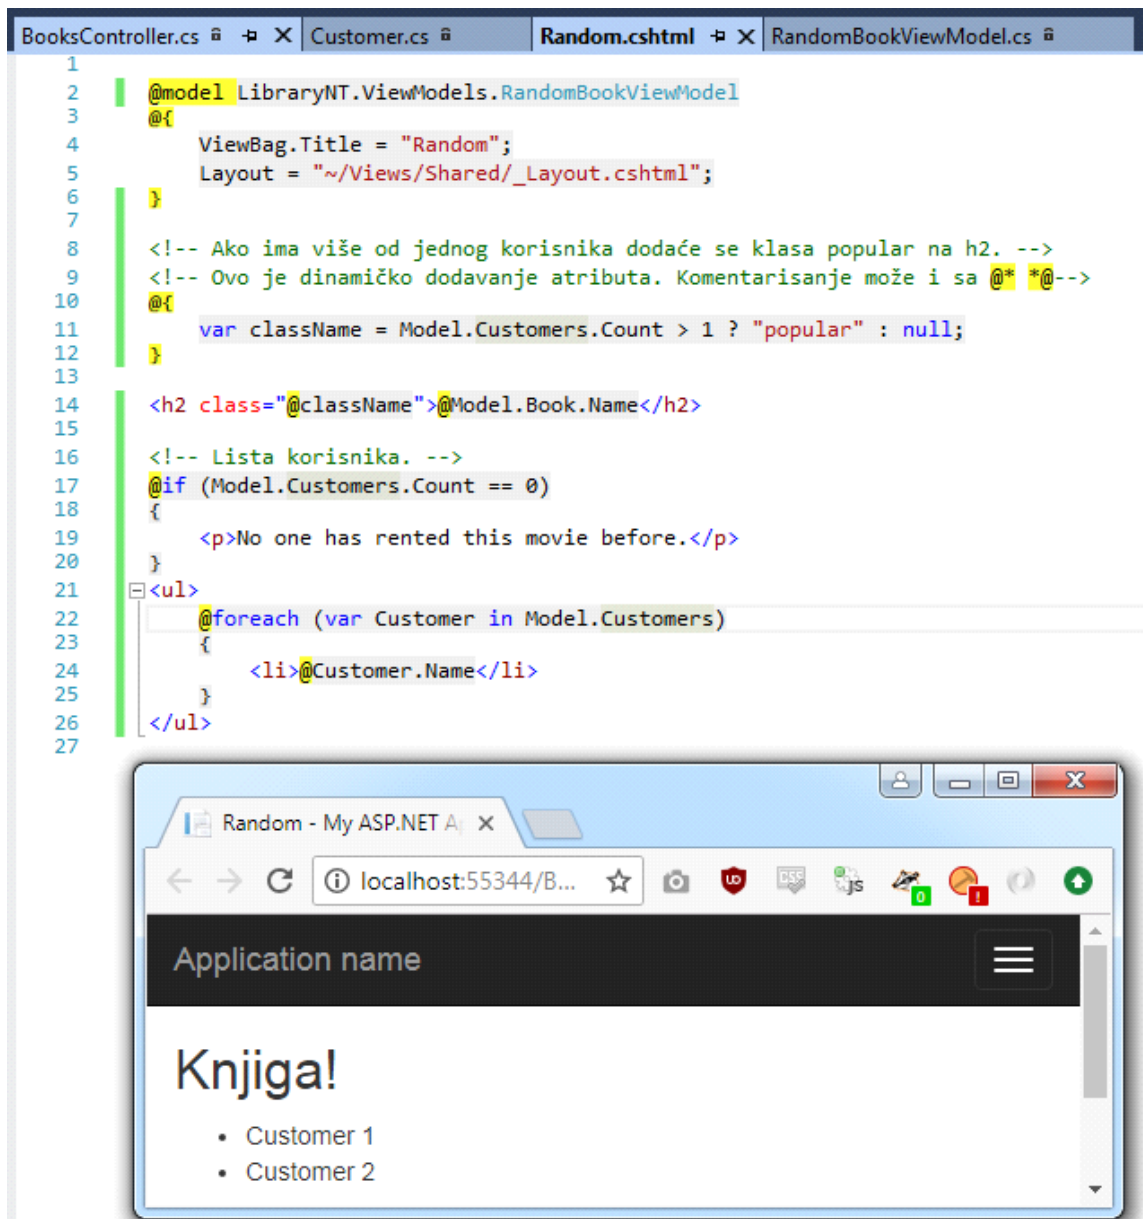 BooksController.cs Customer.cs Random.cshtml RandomBookViewModel.cs
1
2 @model LibraryNT.ViewModels.RandomBookViewModel
3 @{
4 ViewBag.Title = "Random";
5 Layout = "~/Views/Shared/_Layout.cshtml";
6 }
7
8 <!-- Ako ima više od jednog korisnika dodaće se klasa popular na h2. -->
9 <!-- Ovo je dinamičko dodavanje atributa. Komentarisanje može i sa @* *@-->
10 @{
11 var className = Model.Customers.Count > 1 ? "popular" : null;
12 }
13
14 <h2 class="@className">@Model.Book.Name</h2>
15
16 <!-- Lista korisnika. -->
17 @if (Model.Customers.Count == 0)
18 {
19 <p>No one has rented this movie before.</p>
20 }
21 <ul>
22 @foreach (var Customer in Model.Customers)
23 {
24 <li>@Customer.Name</li>
25 }
26 </ul>
27
Random - My ASP.NET A
localhost:55344/B... CSS js 0 !
Application name
Knjiga!
• Customer 1
• Customer 2